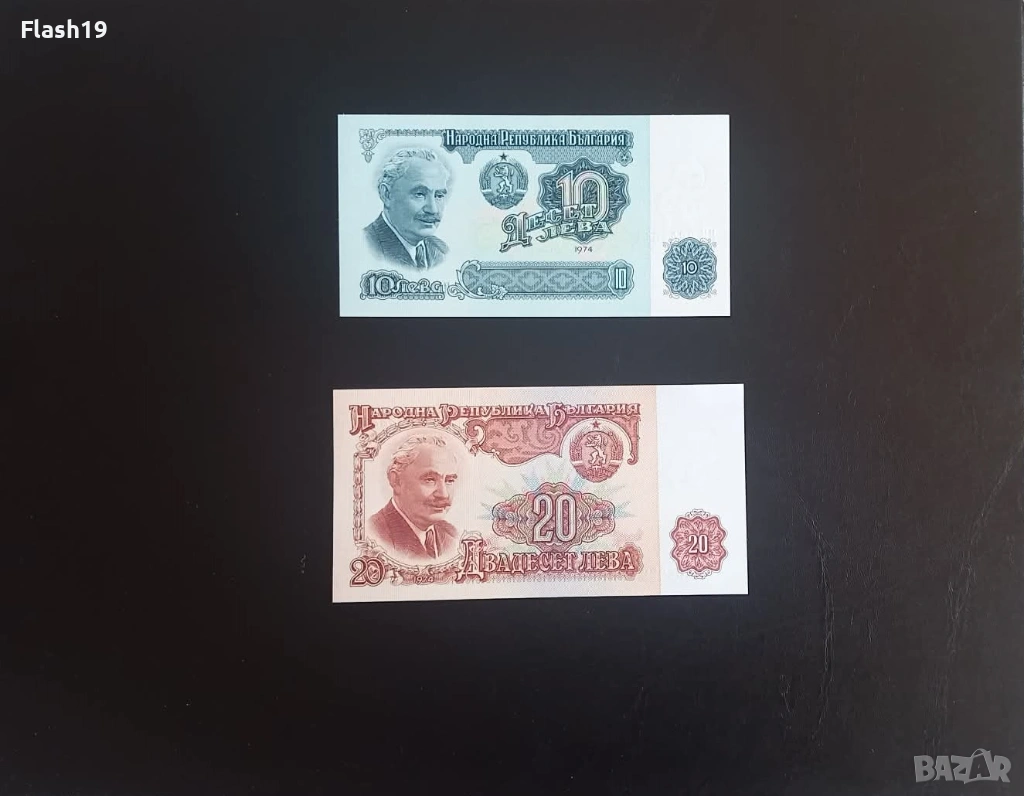 Flash19
Народна Република България
10
Десет
лева
1974
10 Лева
10
10
Народна Република България
20
20
Двадесет лева
20
1974
BAZAR